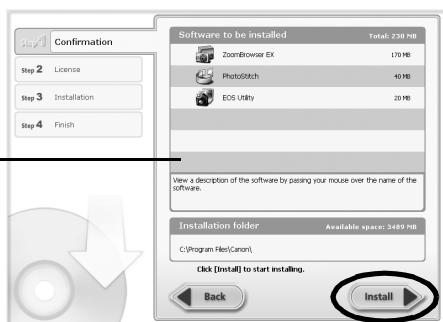 Step 1 Confirmation
Step 2 License
Step 3 Installation
Step 4 Finish
Software to be installed Total: 230 MB
ZoomBrowser EX 170 MB
PhotoStitch 40 MB
EOS Utility 20 MB
View a description of the software by passing your mouse over the name of the
software.
Installation folder Available space: 3489 MB
C:\Program Files\Canon\
Click [Install] to start installing.
Back Install